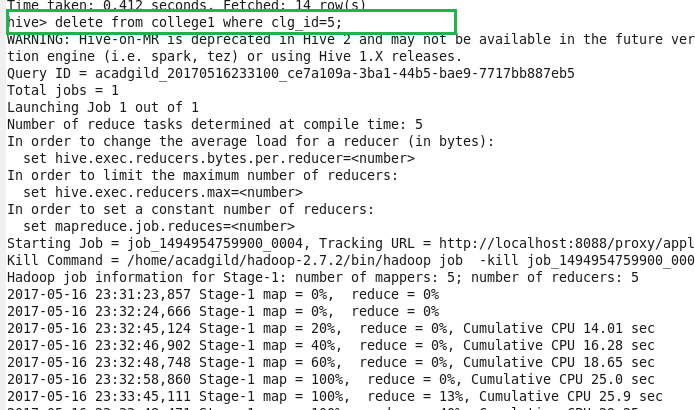 Time taken: 0.412 seconds, Fetched: 14 row(s)
hive> delete from college1 where clg_id=5;
WARNING: Hive-on-MR is deprecated in Hive 2 and may not be available in the future ver
tion engine (i.e. spark, tez) or using Hive 1.X releases.
Query ID = acadgild_20170516233100_ce7a109a-3ba1-44b5-bae9-7717bb887eb5
Total jobs = 1
Launching Job 1 out of 1
Number of reduce tasks determined at compile time: 5
In order to change the average load for a reducer (in bytes):
  set hive.exec.reducers.bytes.per.reducer=<number>
In order to limit the maximum number of reducers:
  set hive.exec.reducers.max=<number>
In order to set a constant number of reducers:
  set mapreduce.job.reduces=<number>
Starting Job = job_1494954759900_0004, Tracking URL = http://localhost:8088/proxy/appl
Kill Command = /home/acadgild/hadoop-2.7.2/bin/hadoop job  -kill job_1494954759900_000
Hadoop job information for Stage-1: number of mappers: 5; number of reducers: 5
2017-05-16 23:31:23,857 Stage-1 map = 0%,  reduce = 0%
2017-05-16 23:32:24,666 Stage-1 map = 0%,  reduce = 0%
2017-05-16 23:32:45,124 Stage-1 map = 20%,  reduce = 0%, Cumulative CPU 14.01 sec
2017-05-16 23:32:46,902 Stage-1 map = 40%,  reduce = 0%, Cumulative CPU 16.28 sec
2017-05-16 23:32:48,748 Stage-1 map = 60%,  reduce = 0%, Cumulative CPU 18.65 sec
2017-05-16 23:32:58,860 Stage-1 map = 100%,  reduce = 0%, Cumulative CPU 25.0 sec
2017-05-16 23:33:45,111 Stage-1 map = 100%,  reduce = 13%, Cumulative CPU 25.9 sec